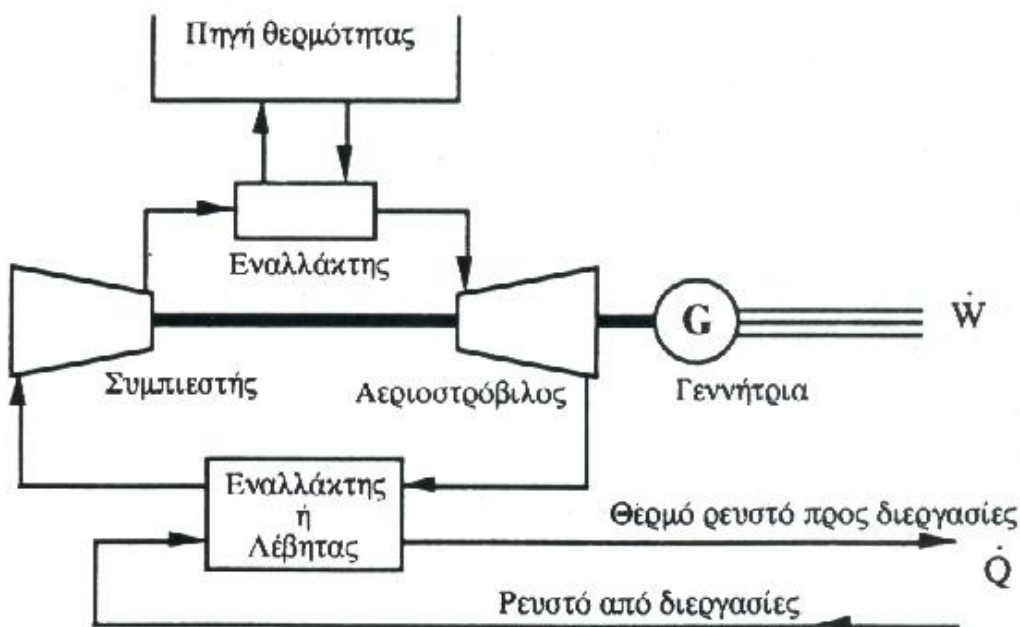 Πηγή θερμότητας
Εναλλάκτης
Συμπιεστής
Αεριοστρόβιλος
G
Γεννήτρια
Ẇ
Εναλλάκτης
ή
Λέβητας
Θερμό ρευστό προς διεργασίες
Q̇
Ρευστό από διεργασίες